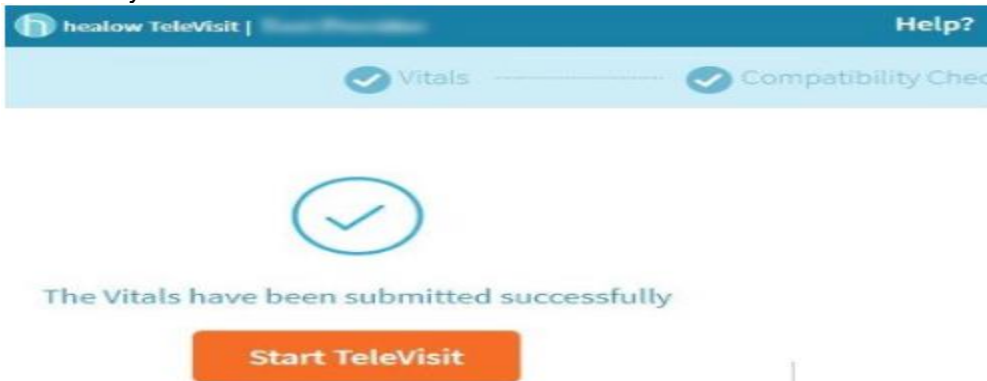 healow TeleVisit |
Help?
Vitals
Compatibility Chec
The Vitals have been submitted successfully
Start TeleVisit